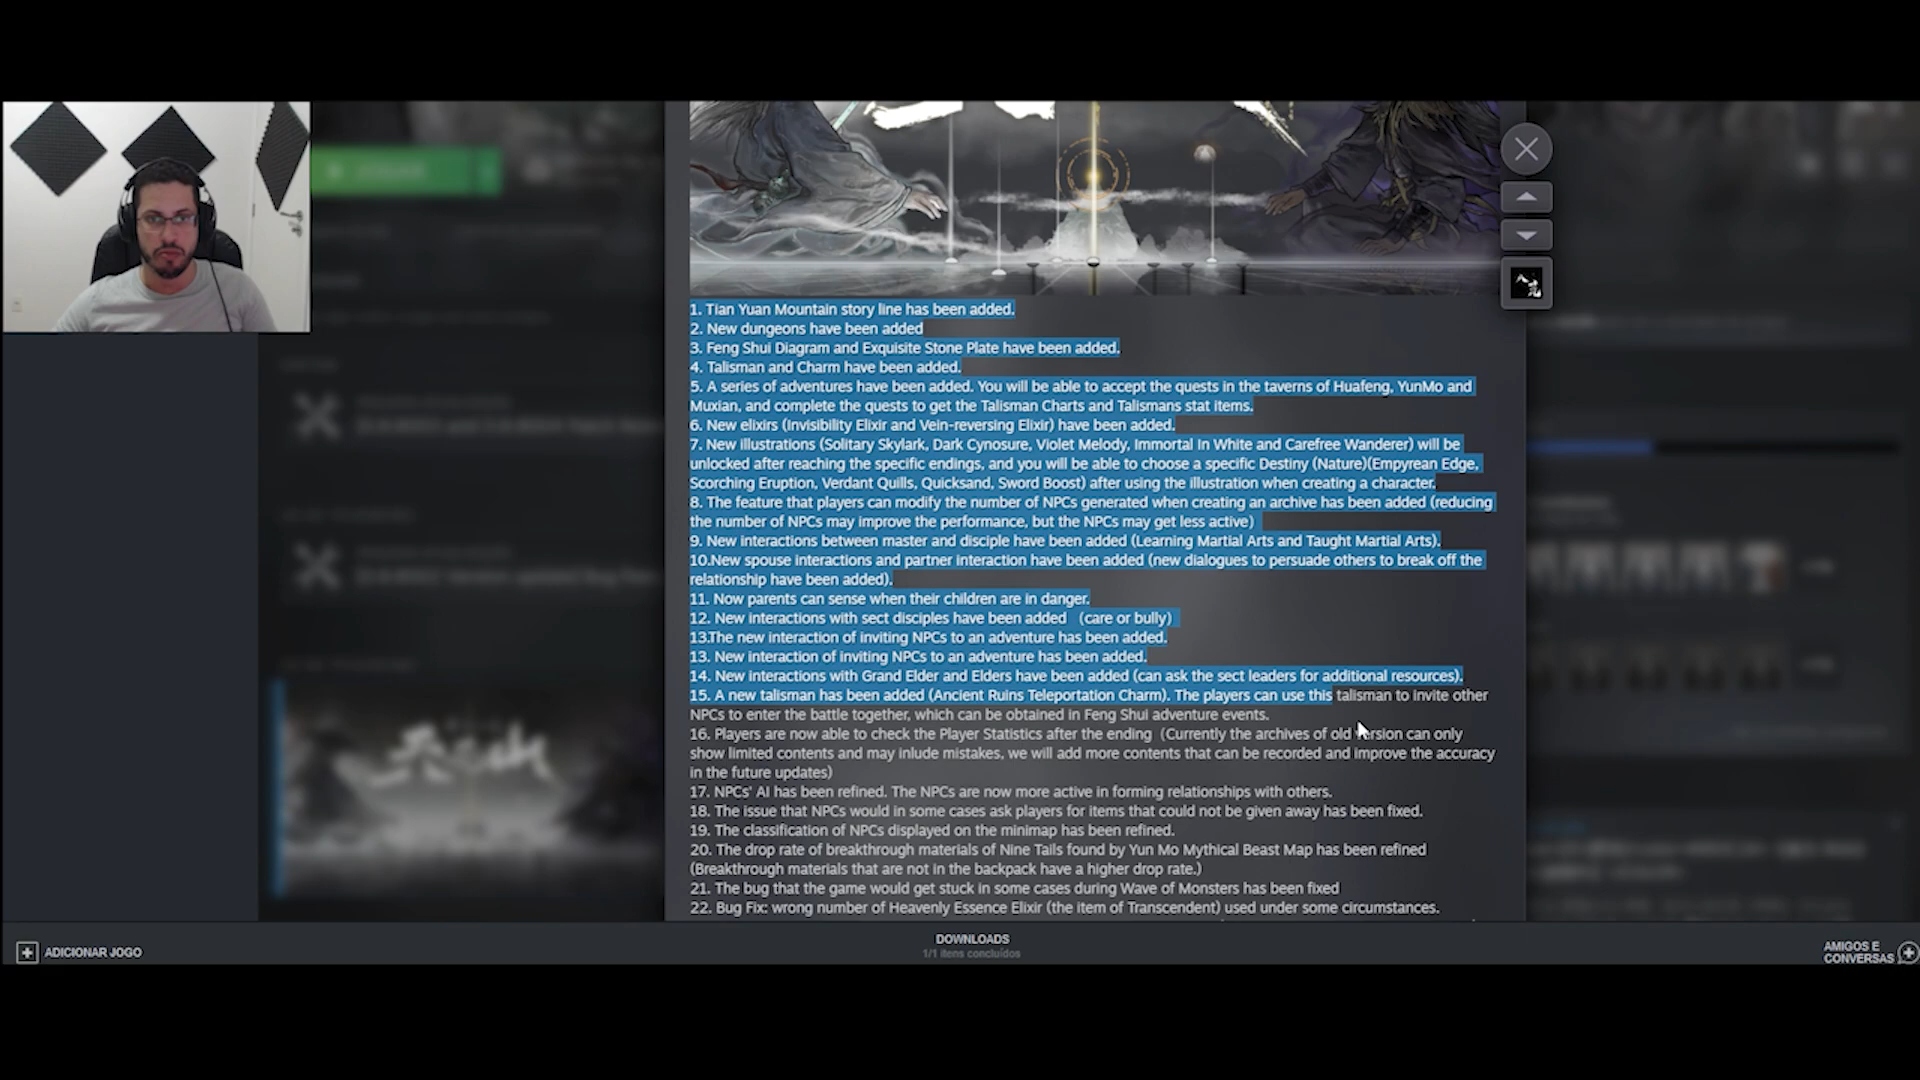 1. Tian Yuan Mountain story line has been added.
2. New dungeons have been added
3. Feng Shui Diagram and Exquisite Stone Plate have been added.
4. Talisman and Charm have been added.
5. A series of adventures have been added. You will be able to accept the quests in the taverns of Huafeng, YunMo and
Muxian, and complete the quests to get the Talisman Charts and Talismans stat items.
6. New elixirs (Invisibility Elixir and Vein-reversing Elixir) have been added.
7. New illustrations (Solitary Skylark, Dark Cynosure, Violet Melody, Immortal In White and Carefree Wanderer) will be
unlocked after reaching the specific endings, and you will be able to choose a specific Destiny (Nature)(Empyrean Edge,
Scorching Eruption, Verdant Quills, Quicksand, Sword Boost) after using the illustration when creating a character.
8. The feature that players can modify the number of NPCs generated when creating an archive has been added (reducing
the number of NPCs may improve the performance, but the NPCs may get less active)
9. New interactions between master and disciple have been added (Learning Martial Arts and Taught Martial Arts).
10.New spouse interactions and partner interaction have been added (new dialogues to persuade others to break off the
relationship have been added).
11. Now parents can sense when their children are in danger.
12. New interactions with sect disciples have been added （care or bully）
13.The new interaction of inviting NPCs to an adventure has been added.
13. New interaction of inviting NPCs to an adventure has been added.
14. New interactions with Grand Elder and Elders have been added (can ask the sect leaders for additional resources).
15. A new talisman has been added (Ancient Ruins Teleportation Charm). The players can use this talisman to invite other
NPCs to enter the battle together, which can be obtained in Feng Shui adventure events.
16. Players are now able to check the Player Statistics after the ending （Currently the archives of old version can only
show limited contents and may inlude mistakes, we will add more contents that can be recorded and improve the accuracy
in the future updates)
17. NPCs' AI has been refined. The NPCs are now more active in forming relationships with others.
18. The issue that NPCs would in some cases ask players for items that could not be given away has been fixed.
19. The classification of NPCs displayed on the minimap has been refined.
20. The drop rate of breakthrough materials of Nine Tails found by Yun Mo Mythical Beast Map has been refined
(Breakthrough materials that are not in the backpack have a higher drop rate.)
21. The bug that the game would get stuck in some cases during Wave of Monsters has been fixed
22. Bug Fix: wrong number of Heavenly Essence Elixir (the item of Transcendent) used under some circumstances.
ADICIONAR JOGO
DOWNLOADS
1/1 itens concluídos
AMIGOS E
CONVERSAS